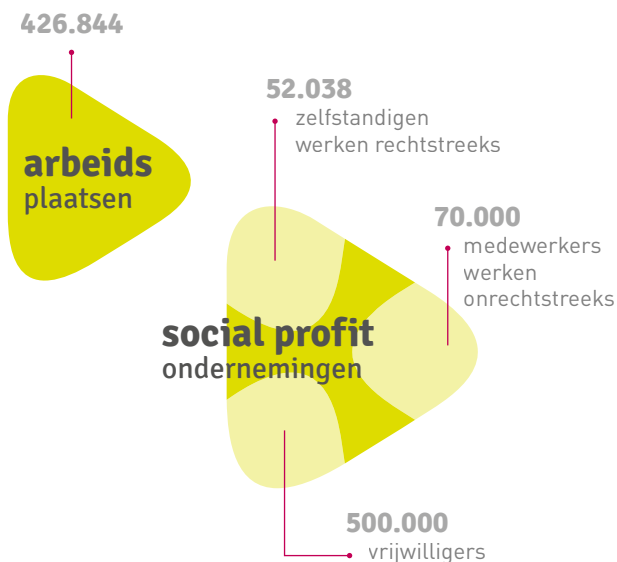 426.844
arbeids
plaatsen
52.038
zelfstandigen
werken rechtstreeks
70.000
medewerkers
werken
onrechtstreeks
social profit
ondernemingen
500.000
vrijwilligers